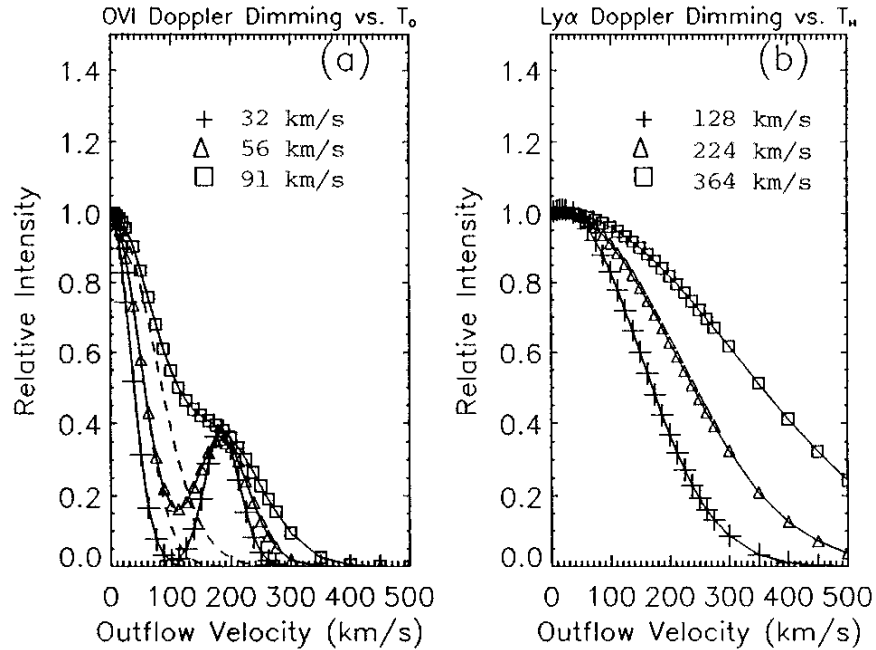 OVI Doppler Dimming vs. T₀
(a)
32 km/s
56 km/s
91 km/s
1.4
1.2
1.0
0.8
0.6
0.4
0.2
0.0
Relative Intensity
0 100 200 300 400 500
Outflow Velocity (km/s)
Lyα Doppler Dimming vs. Tʜ
(b)
128 km/s
224 km/s
364 km/s
1.4
1.2
1.0
0.8
0.6
0.4
0.2
0.0
Relative Intensity
0 100 200 300 400 500
Outflow Velocity (km/s)